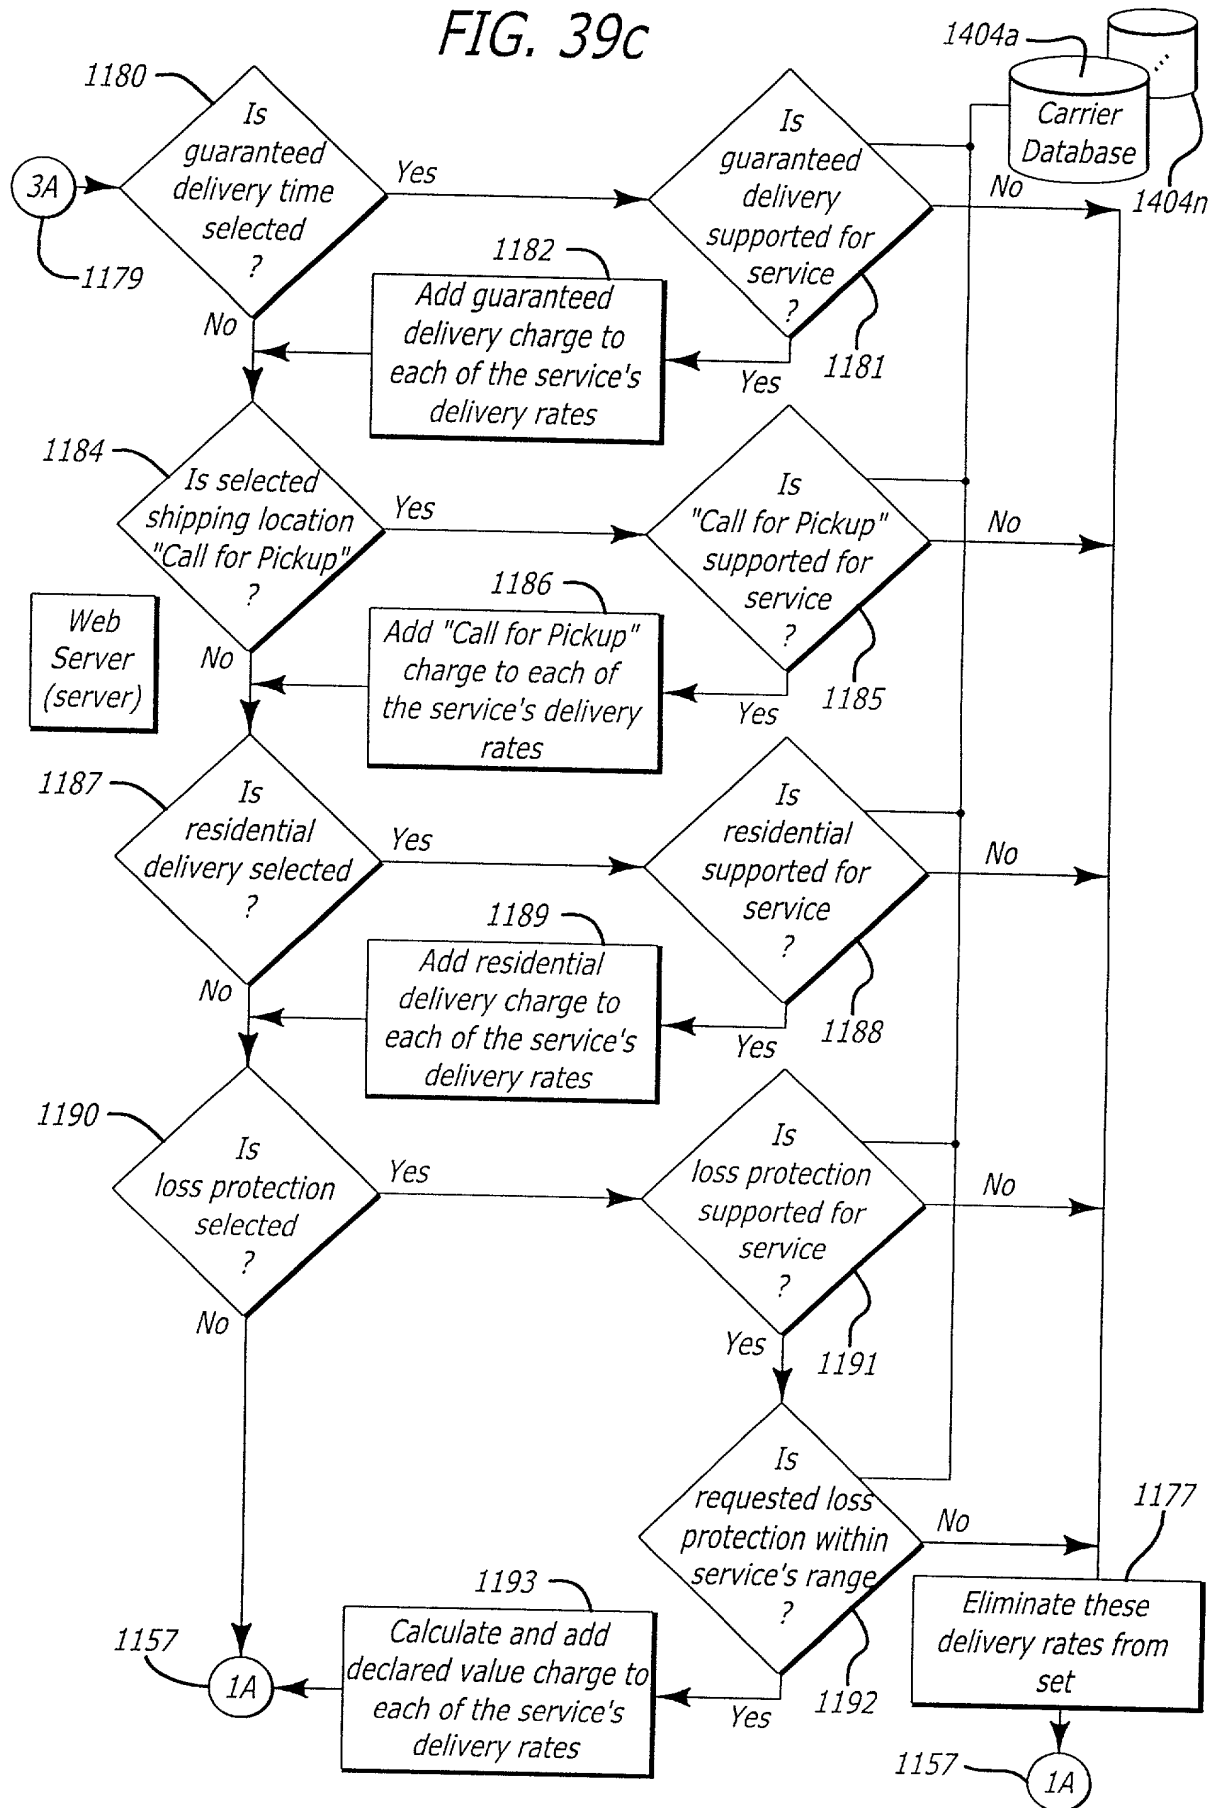 FIG. 39c
1404a
Carrier
Database
1404n
1180
Is
guaranteed
delivery time
selected
?
3A
1179
Yes
No
Is
guaranteed
delivery
supported for
service
?
1181
No
Yes
1182
Add guaranteed
delivery charge to
each of the service's
delivery rates
1184
Is selected
shipping location
"Call for Pickup"
?
Yes
No
Is
"Call for Pickup"
supported for
service
?
1185
No
Yes
1186
Add "Call for Pickup"
charge to each of
the service's delivery
rates
Web
Server
(server)
1187
Is
residential
delivery selected
?
Yes
No
Is
residential
supported for
service
?
1188
No
Yes
1189
Add residential
delivery charge to
each of the service's
delivery rates
1190
Is
loss protection
selected
?
Yes
No
Is
loss protection
supported for
service
?
1191
No
Yes
Is
requested loss
protection within
service's range
?
1192
No
Yes
1193
Calculate and add
declared value charge to
each of the service's
delivery rates
1157
1A
1177
Eliminate these
delivery rates from
set
1157
1A